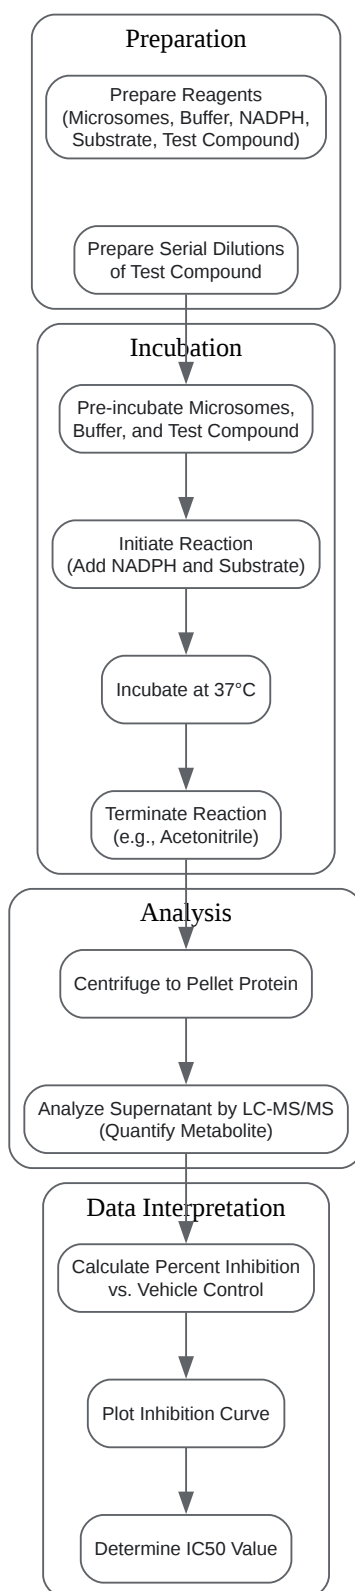 Preparation
Prepare Reagents
(Microsomes, Buffer, NADPH,
Substrate, Test Compound)
Prepare Serial Dilutions
of Test Compound
Incubation
Pre-incubate Microsomes,
Buffer, and Test Compound
Initiate Reaction
(Add NADPH and Substrate)
Incubate at 37°C
Terminate Reaction
(e.g., Acetonitrile)
Analysis
Centrifuge to Pellet Protein
Analyze Supernatant by LC-MS/MS
(Quantify Metabolite)
Data Interpretation
Calculate Percent Inhibition
vs. Vehicle Control
Plot Inhibition Curve
Determine IC50 Value